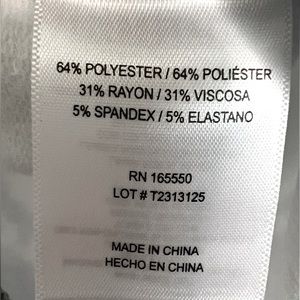 64% POLYESTER / 64% POLIÉSTER
31% RAYON / 31% VISCOSA
5% SPANDEX / 5% ELASTANO
RN 165550
LOT # T2313125
MADE IN CHINA
HECHO EN CHINA